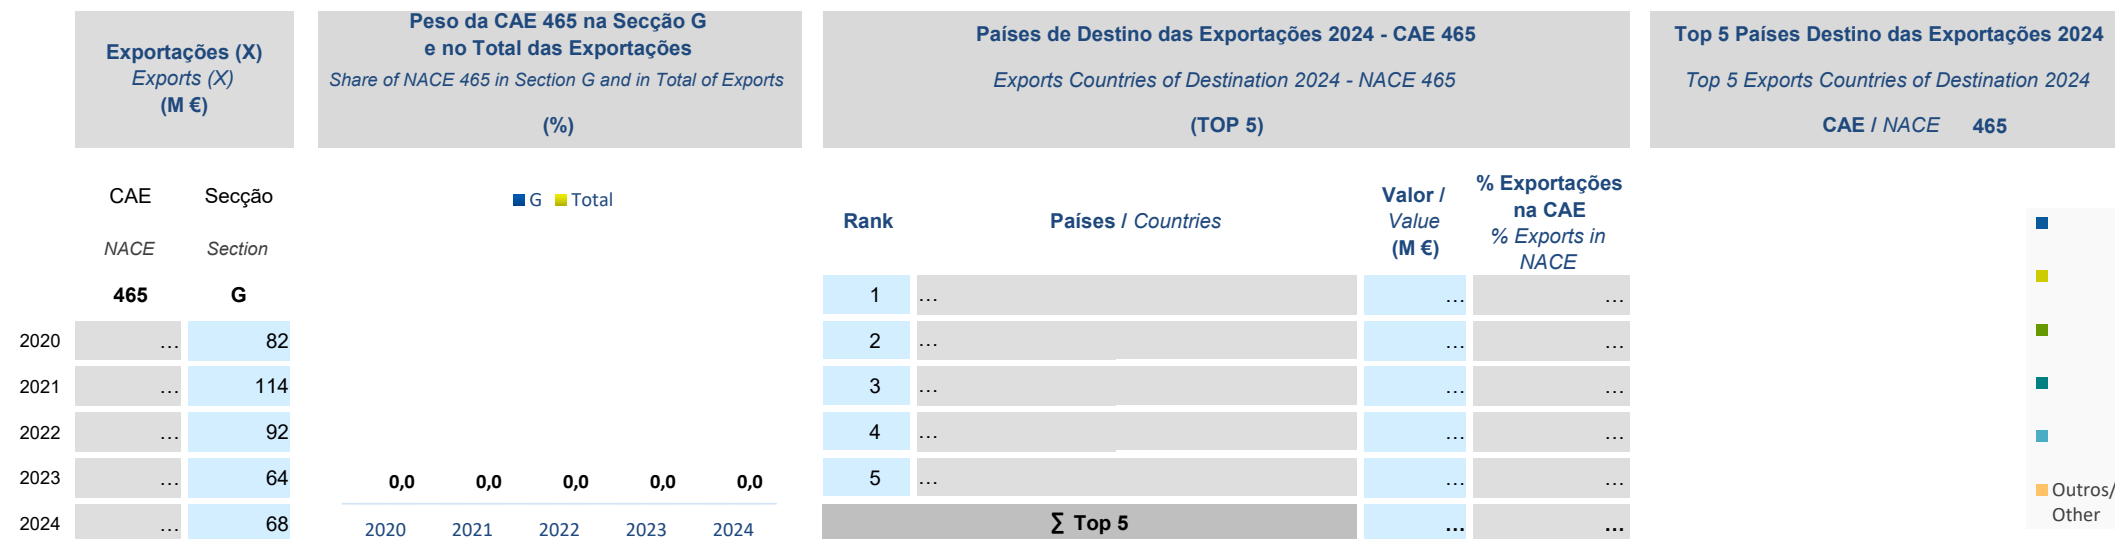 Exportações (X)
Exports (X)
(M €)
Peso da CAE 465 na Secção G
e no Total das Exportações
Share of NACE 465 in Section G and in Total of Exports
(%)
Países de Destino das Exportações 2024 - CAE 465
Exports Countries of Destination 2024 - NACE 465
(TOP 5)
Top 5 Países Destino das Exportações 2024
Top 5 Exports Countries of Destination 2024
CAE / NACE 465
CAE Secção
NACE Section
465 G
2020 … 82
2021 … 114
2022 … 92
2023 … 64
2024 … 68
G Total
0,0 0,0 0,0 0,0 0,0
2020 2021 2022 2023 2024
Rank
Países / Countries
Valor /
Value
(M €)
% Exportações
na CAE
% Exports in
NACE
1 … … …
2 … … …
3 … … …
4 … … …
5 … … …
∑ Top 5 … …
Outros/
Other